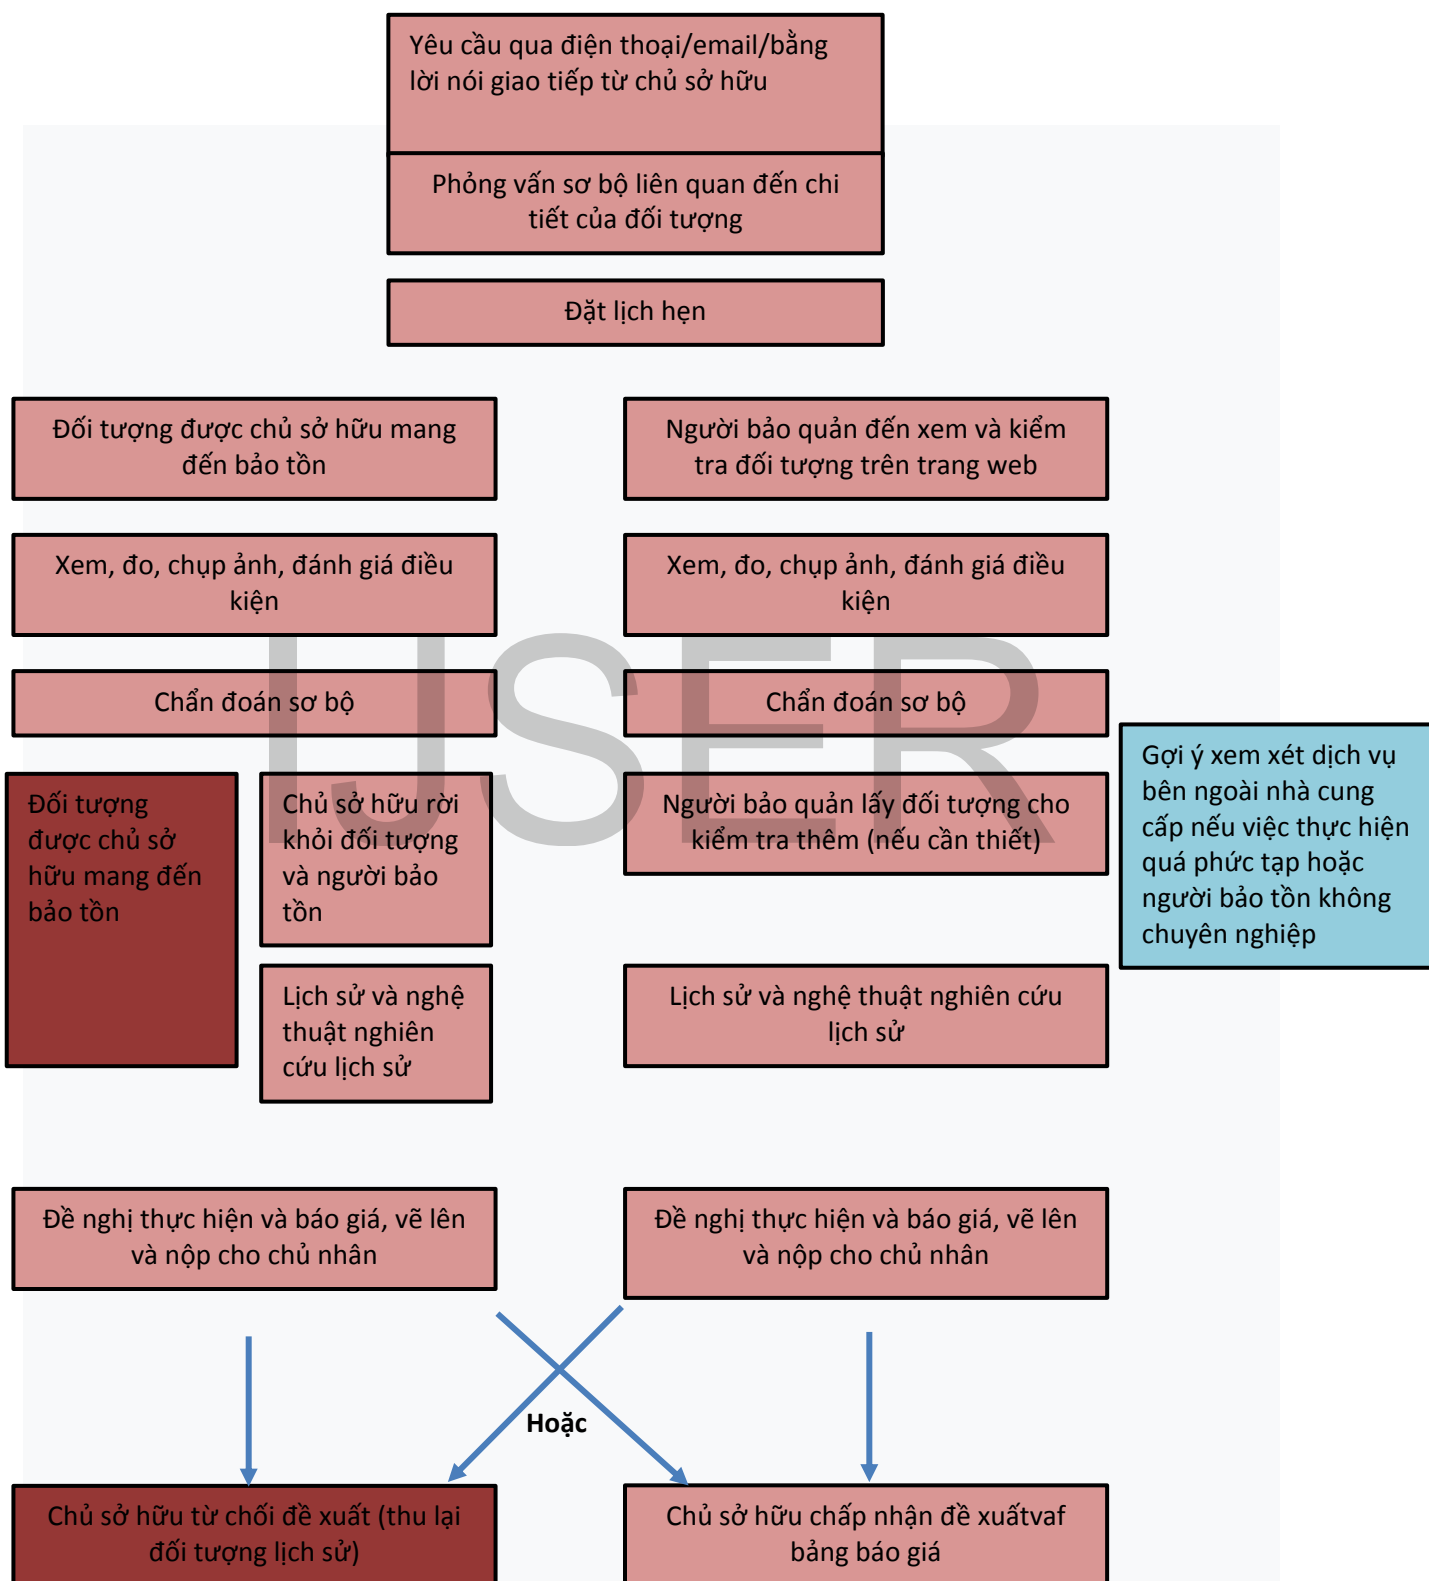 Yêu cầu qua điện thoại/email/bằng
lời nói giao tiếp từ chủ sở hữu
Phỏng vấn sơ bộ liên quan đến chi
tiết của đối tượng
Đặt lịch hẹn
Đối tượng được chủ sở hữu mang
đến bảo tồn
Người bảo quản đến xem và kiểm
tra đối tượng trên trang web
Xem, đo, chụp ảnh, đánh giá điều
kiện
Xem, đo, chụp ảnh, đánh giá điều
kiện
IJSER
Chẩn đoán sơ bộ
Chẩn đoán sơ bộ
Đối tượng
được chủ sở
hữu mang đến
bảo tồn
Chủ sở hữu rời
khỏi đối tượng
và người bảo
tồn
Người bảo quản lấy đối tượng cho
kiểm tra thêm (nếu cần thiết)
Gợi ý xem xét dịch vụ
bên ngoài nhà cung
cấp nếu việc thực hiện
quá phức tạp hoặc
người bảo tồn không
chuyên nghiệp
Lịch sử và nghệ
thuật nghiên
cứu lịch sử
Lịch sử và nghệ thuật nghiên cứu
lịch sử
Đề nghị thực hiện và báo giá, vẽ lên
và nộp cho chủ nhân
Đề nghị thực hiện và báo giá, vẽ lên
và nộp cho chủ nhân
Hoặc
Chủ sở hữu từ chối đề xuất (thu lại
đối tượng lịch sử)
Chủ sở hữu chấp nhận đề xuấtvaf
bảng báo giá